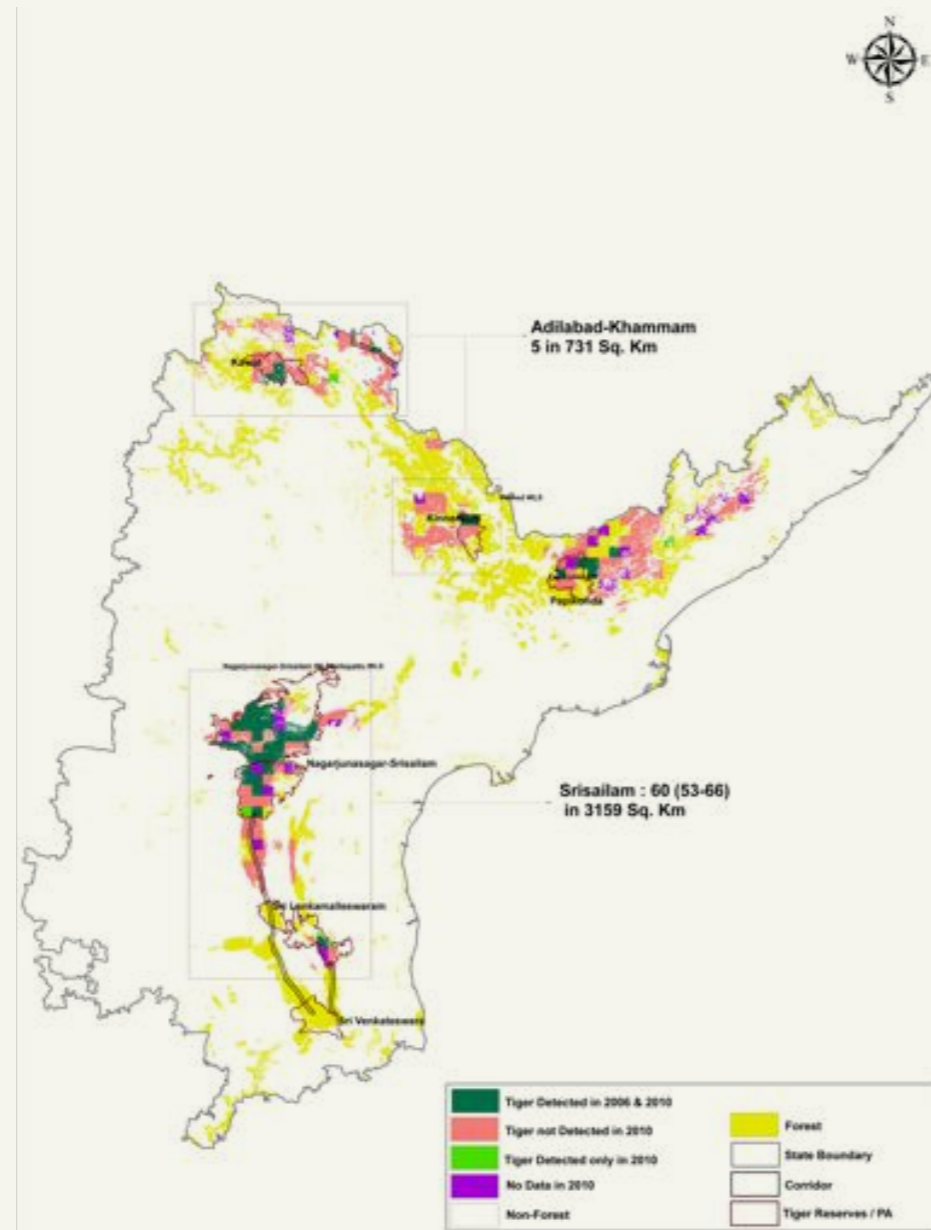 N
W E
S
Adilabad-Khammam
5 in 731 Sq. Km
Kawal
Kinnerasani
Papikonda
Nagarjunasagar-Srisailam
Srisailam : 60 (53-66)
in 3159 Sq. Km
Sri Lankamalleswaram
Sri Venkateswara
Tiger Detected in 2006 & 2010
Tiger not Detected in 2010
Tiger Detected only in 2010
No Data in 2010
Non-Forest
Forest
State Boundary
Corridor
Tiger Reserves / PA